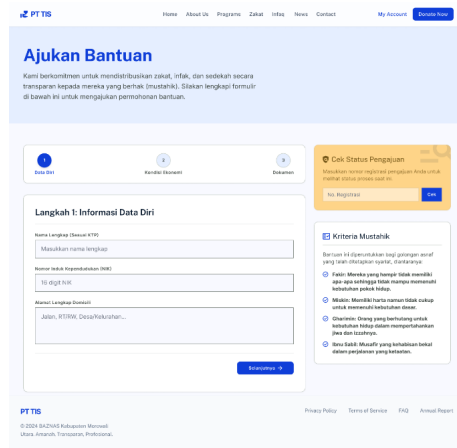 PT TIS
Home About Us Programs Zakat Infaq News Contact
My Account
Donate Now
Ajukan Bantuan
Kami berkomitmen untuk mendistribusikan zakat, infak, dan sedekah secara
transparan kepada mereka yang berhak (mustahik). Silakan lengkapi formulir
di bawah ini untuk mengajukan permohonan bantuan.
1
Data Diri
2
Kondisi Ekonomi
3
Dokumen
Langkah 1: Informasi Data Diri
Nama Lengkap (Sesuai KTP)
Masukkan nama lengkap
Nomor Induk Kependudukan (NIK)
16 digit NIK
Alamat Lengkap Domisili
Jalan, RT/RW, Desa/Kelurahan...
Selanjutnya →
Cek Status Pengajuan
Masukkan nomor registrasi pengajuan Anda untuk
melihat status proses saat ini.
No. Registrasi
Cek
Kriteria Mustahik
Bantuan ini diperuntukkan bagi golongan asnaf
yang telah ditetapkan syariat, diantaranya:
Fakir: Mereka yang hampir tidak memiliki
apa-apa sehingga tidak mampu memenuhi
kebutuhan pokok hidup.
Miskin: Memiliki harta namun tidak cukup
untuk memenuhi kebutuhan dasar.
Gharimin: Orang yang berhutang untuk
kebutuhan hidup dalam mempertahankan
jiwa dan izzahnya.
Ibnu Sabil: Musafir yang kehabisan bekal
dalam perjalanan yang ketaatan.
PT TIS
© 2024 BAZNAS Kabupaten Morowali
Utara. Amanah, Transparan, Profesional.
Privacy Policy Terms of Service FAQ Annual Report